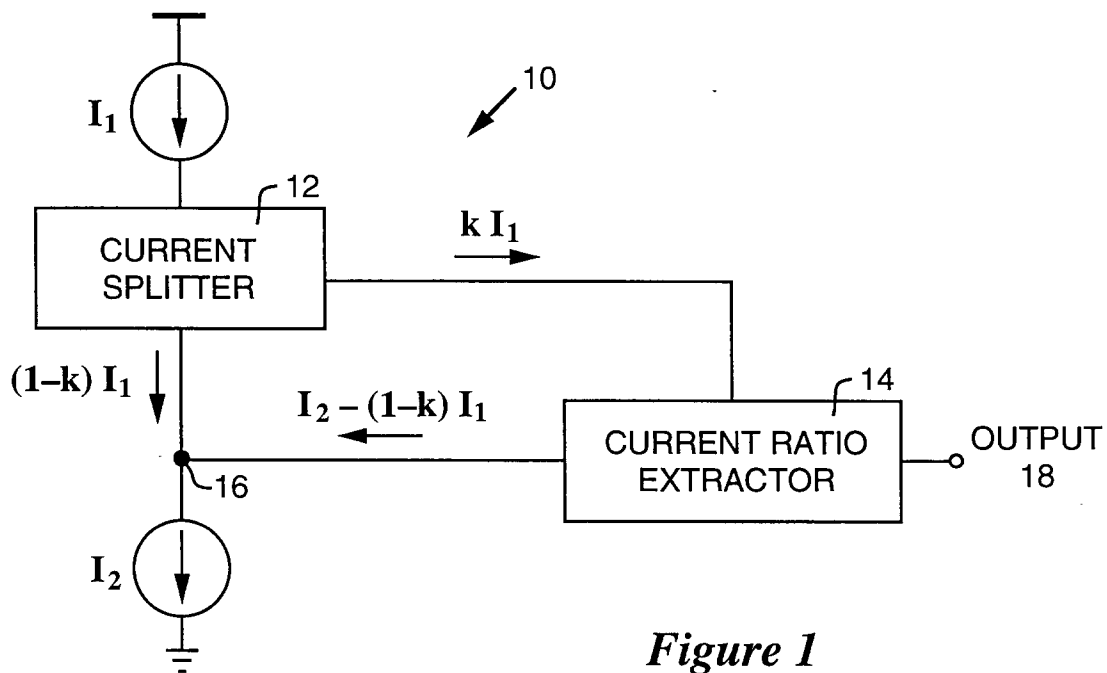 10
I₁
12
CURRENT
SPLITTER
k I₁
(1–k) I₁
I₂ – (1–k) I₁
14
CURRENT RATIO
EXTRACTOR
OUTPUT
18
16
I₂
Figure 1